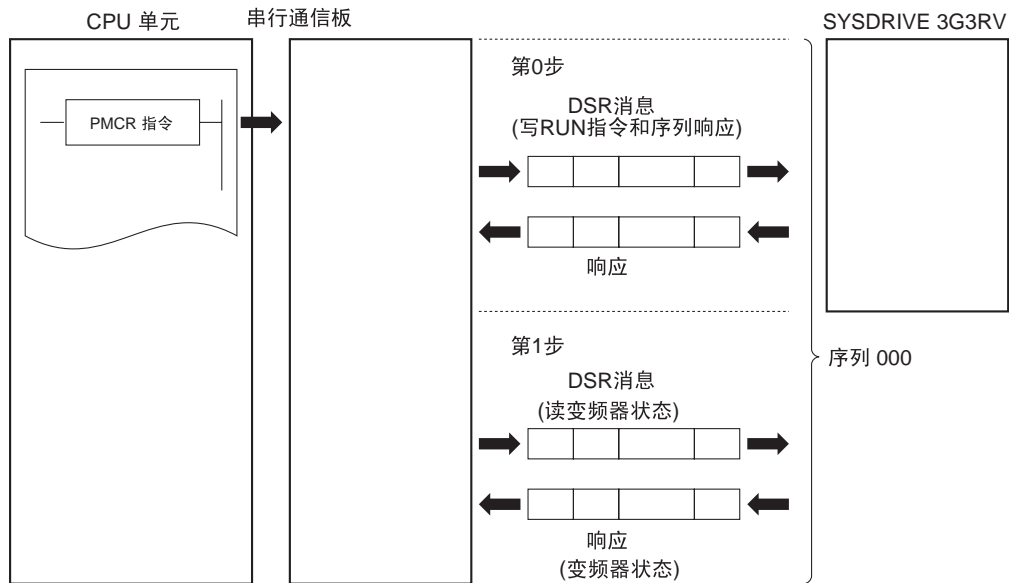 CPU 单元
串行通信板
SYSDRIVE 3G3RV
PMCR 指令
第0步
DSR消息
(写RUN指令和序列响应)
响应
第1步
DSR消息
(读变频器状态)
响应
(变频器状态)
序列 000